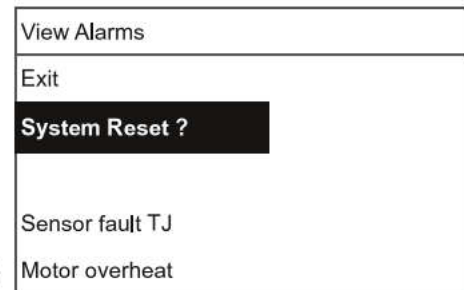 View Alarms
Exit
System Reset ?
Sensor fault TJ
Motor overheat